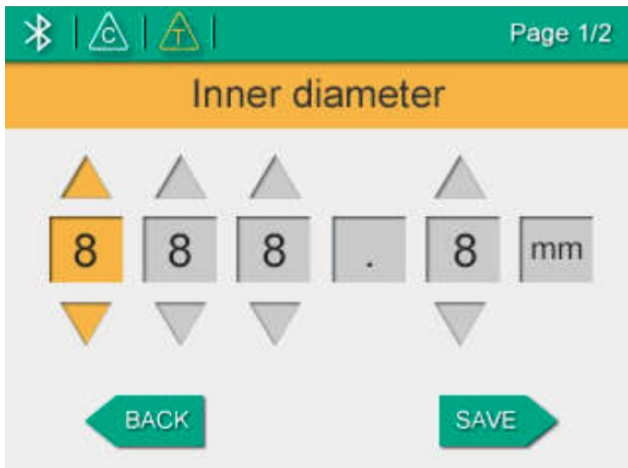 C T Page 1/2
Inner diameter
8 8 8 . 8 mm
BACK SAVE